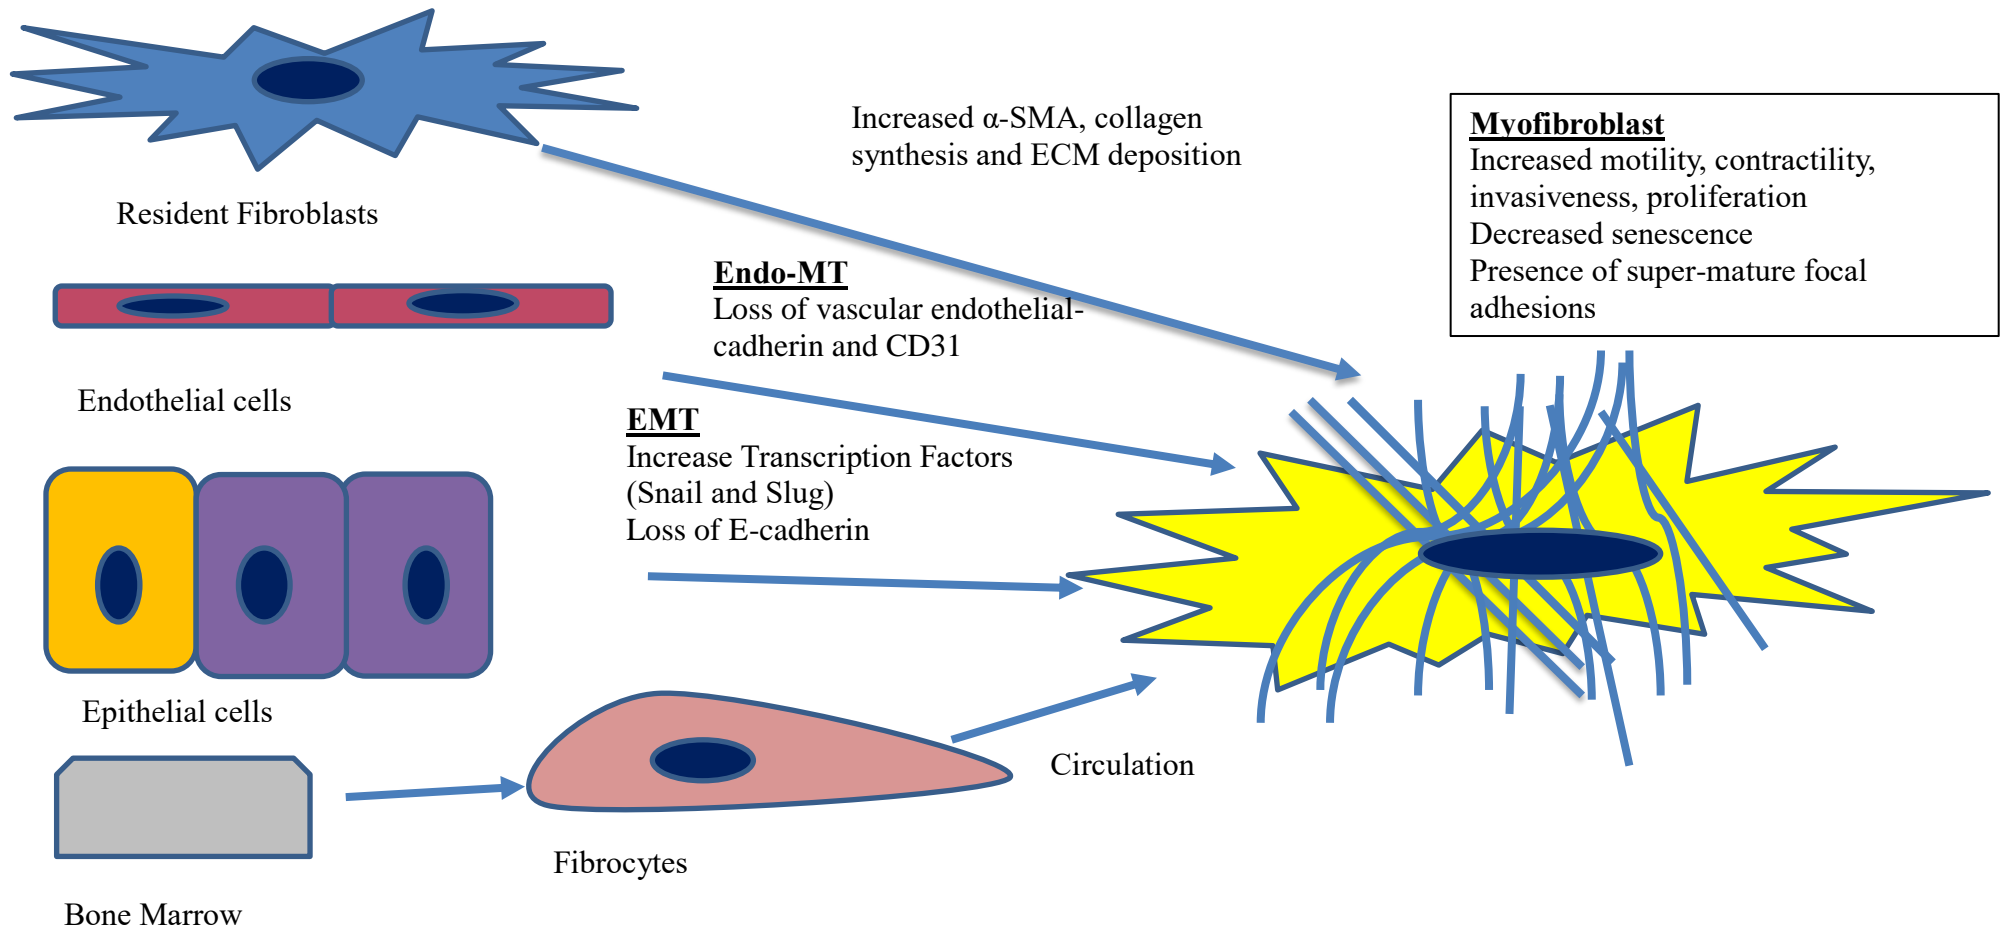 Increased α-SMA, collagen
synthesis and ECM deposition
Myofibroblast
Increased motility, contractility,
invasiveness, proliferation
Decreased senescence
Presence of super-mature focal
adhesions
Resident Fibroblasts
Endo-MT
Loss of vascular endothelial-
cadherin and CD31
Endothelial cells
EMT
Increase Transcription Factors
(Snail and Slug)
Loss of E-cadherin
Epithelial cells
Circulation
Fibrocytes
Bone Marrow